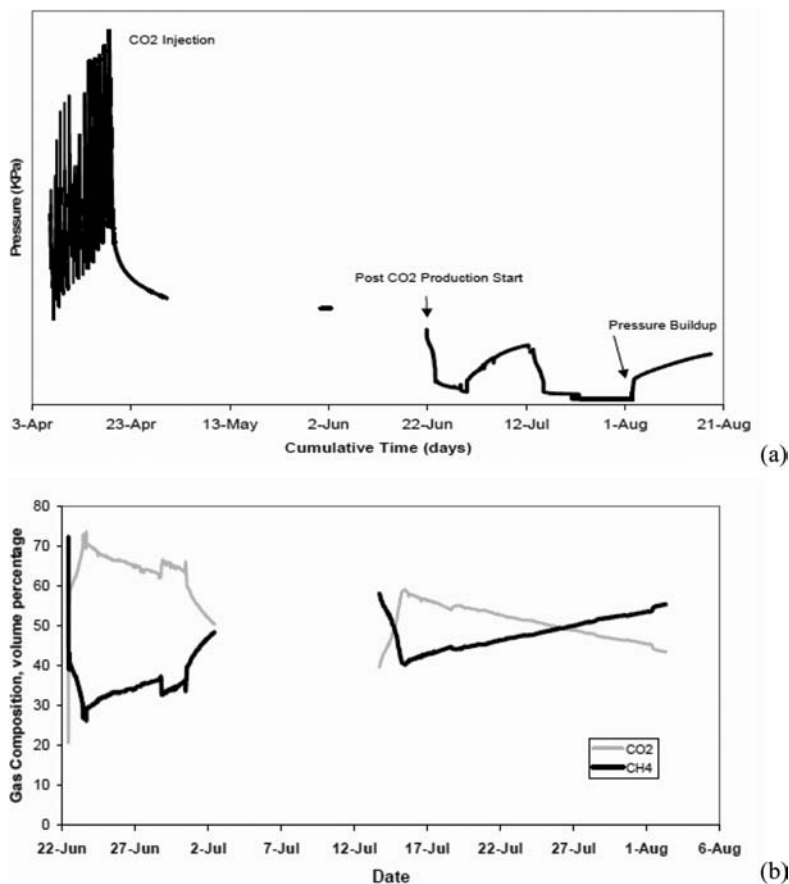 CO2 Injection
Pressure (KPa)
Post CO2 Production Start
Pressure Buildup
3-Apr 23-Apr 13-May 2-Jun 22-Jun 12-Jul 1-Aug 21-Aug
Cumulative Time (days)
(a)
Gas Composition, volume percentage
80
70
60
50
40
30
20
10
0
CO2
CH4
22-Jun 27-Jun 2-Jul 7-Jul 12-Jul 17-Jul 22-Jul 27-Jul 1-Aug 6-Aug
Date
(b)